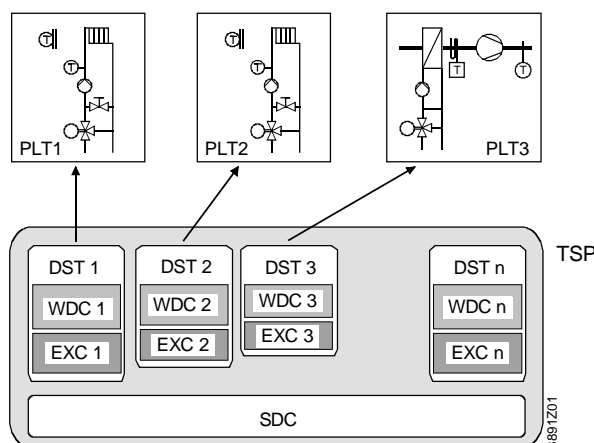 T
T
T
T
T
T
PLT1
PLT2
PLT3
TSP
DST 1
DST 2
DST 3
DST n
WDC 1
WDC 2
WDC 3
WDC n
EXC 1
EXC 2
EXC 3
EXC n
SDC
891Z01